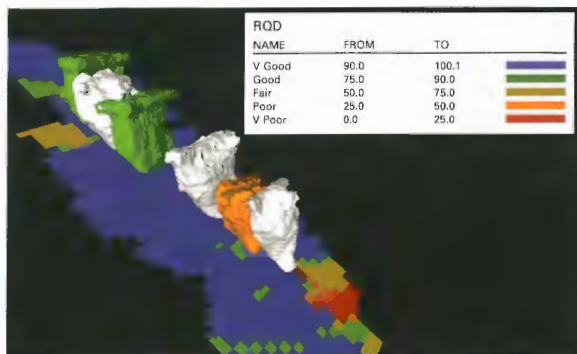 RQD
NAME FROM TO
V Good 90.0 100.1
Good 75.0 90.0
Fair 50.0 75.0
Poor 25.0 50.0
V Poor 0.0 25.0